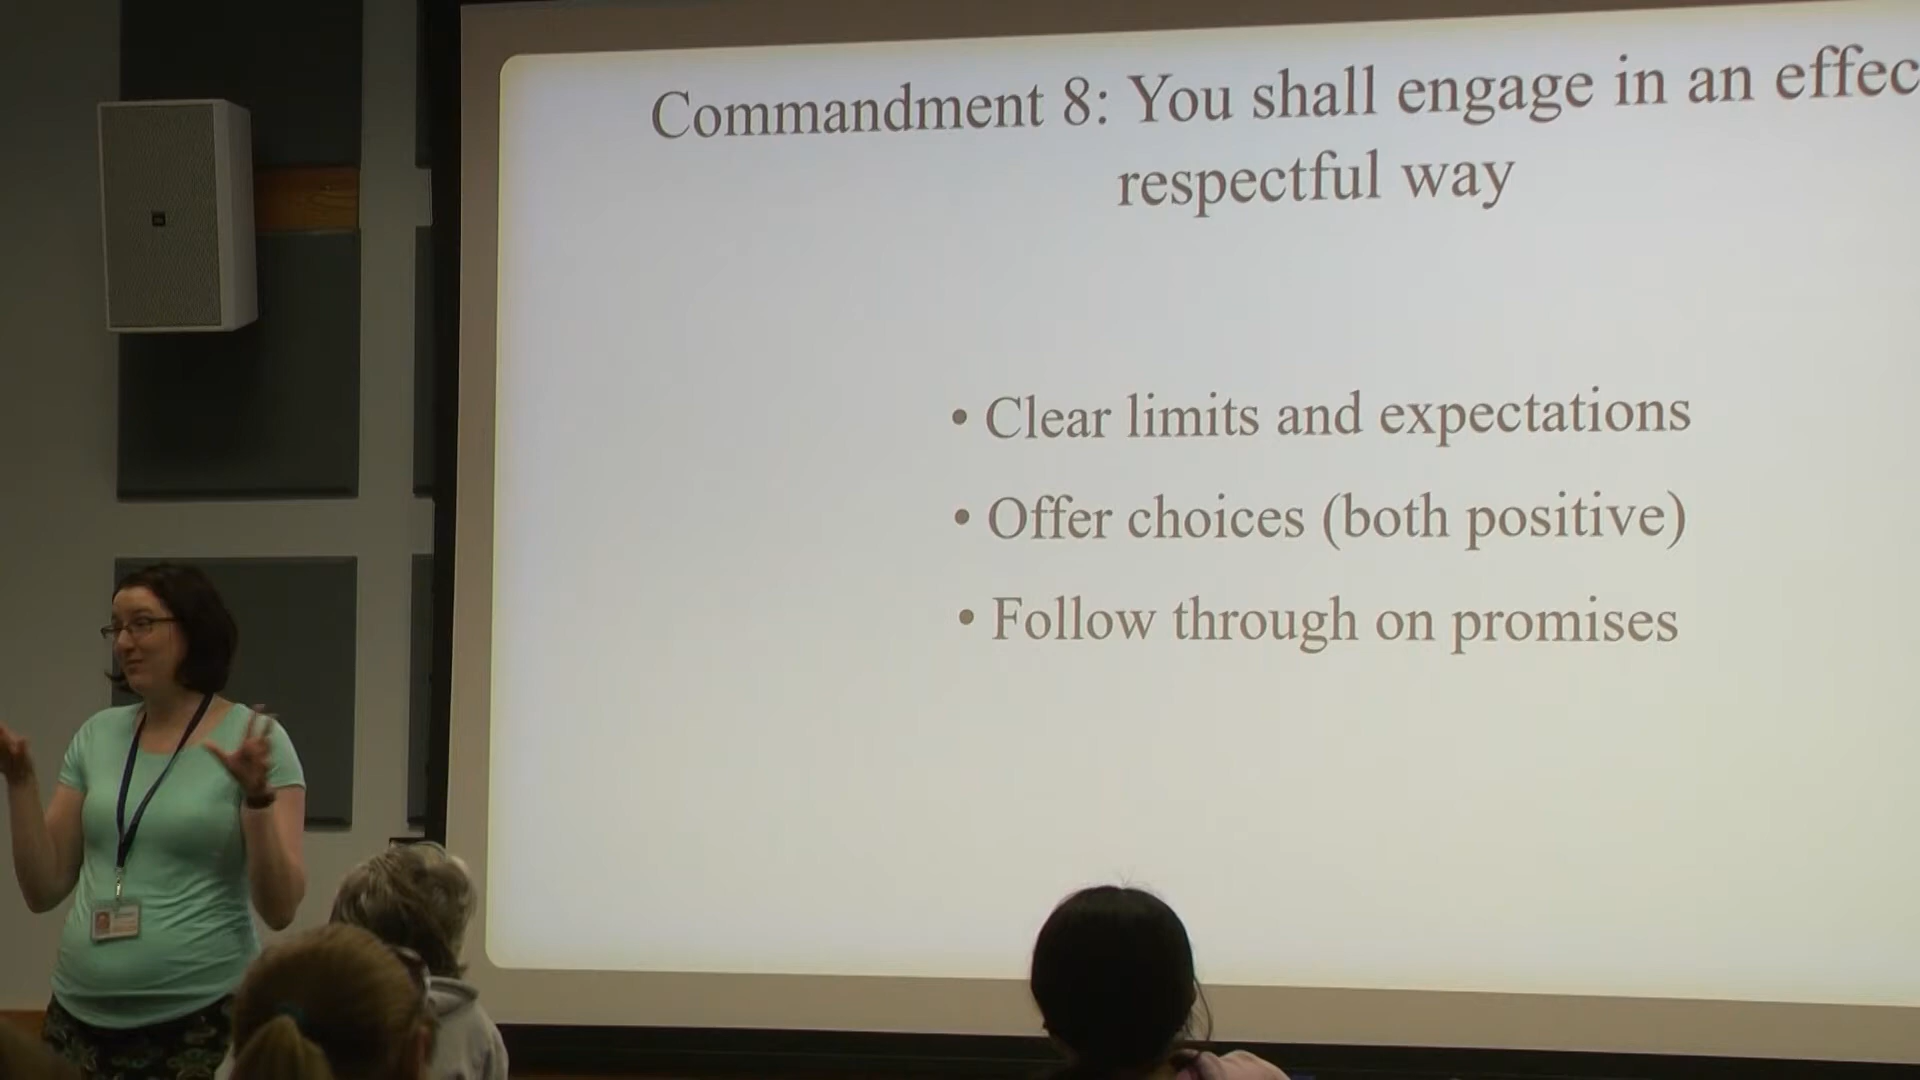 Commandment 8: You shall engage in an effec
respectful way
• Clear limits and expectations
• Offer choices (both positive)
• Follow through on promises